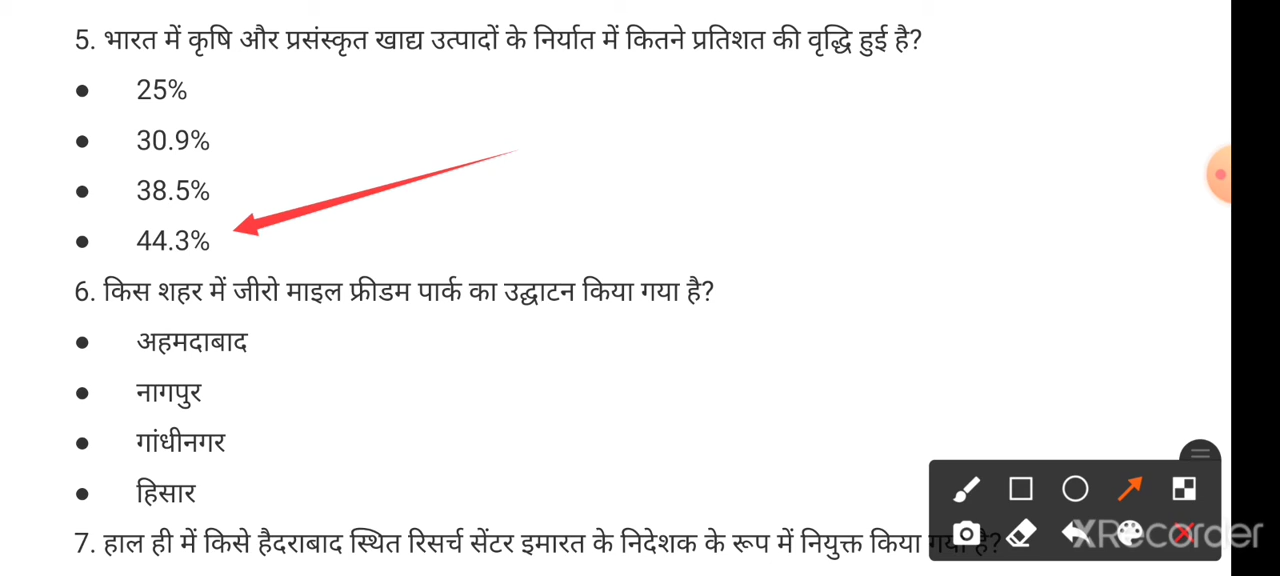 5. भारत में कृषि और प्रसंस्कृत खाद्य उत्पादों के निर्यात में कितने प्रतिशत की वृद्धि हुई है?
● 25%
● 30.9%
● 38.5%
● 44.3%
6. किस शहर में जीरो माइल फ्रीडम पार्क का उद्घाटन किया गया है?
● अहमदाबाद
● नागपुर
● गांधीनगर
● हिसार
7. हाल ही में किसे हैदराबाद स्थित रिसर्च सेंटर इमारत के निदेशक के रूप में नियुक्त किया गया है?
XRecorder